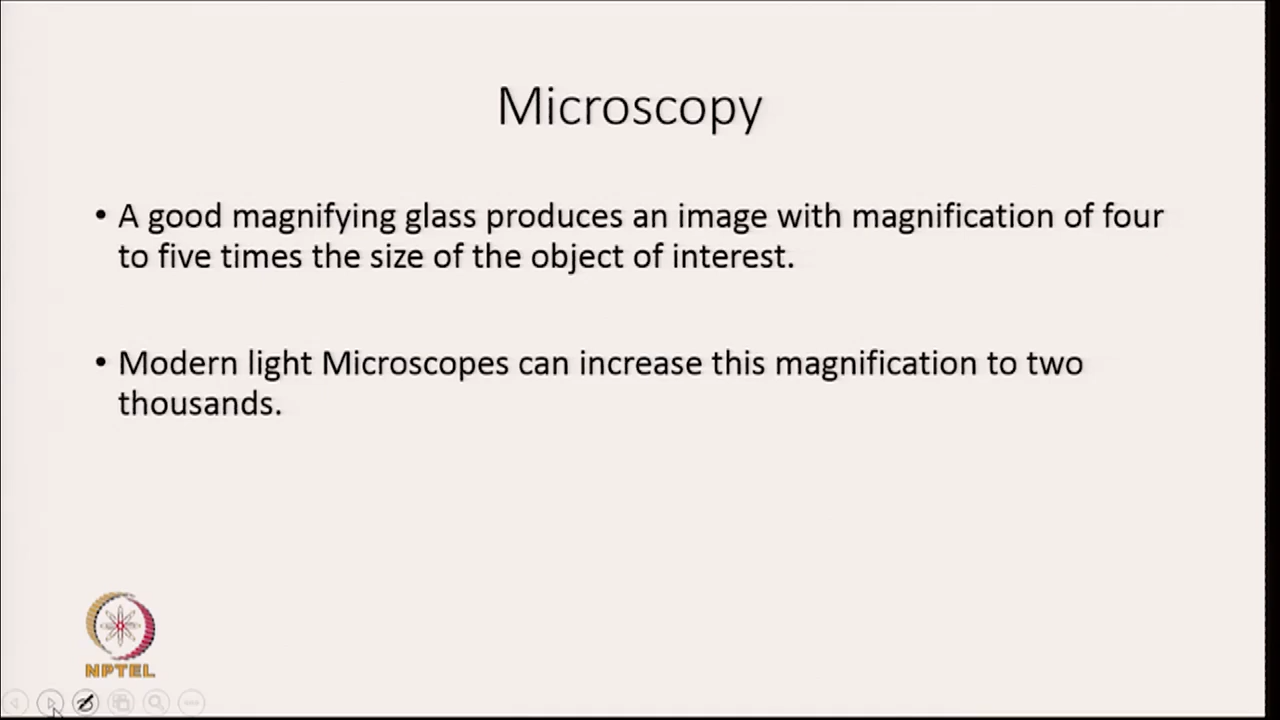 Microscopy
• A good magnifying glass produces an image with magnification of four
to five times the size of the object of interest.
• Modern light Microscopes can increase this magnification to two
thousands.
NPTEL